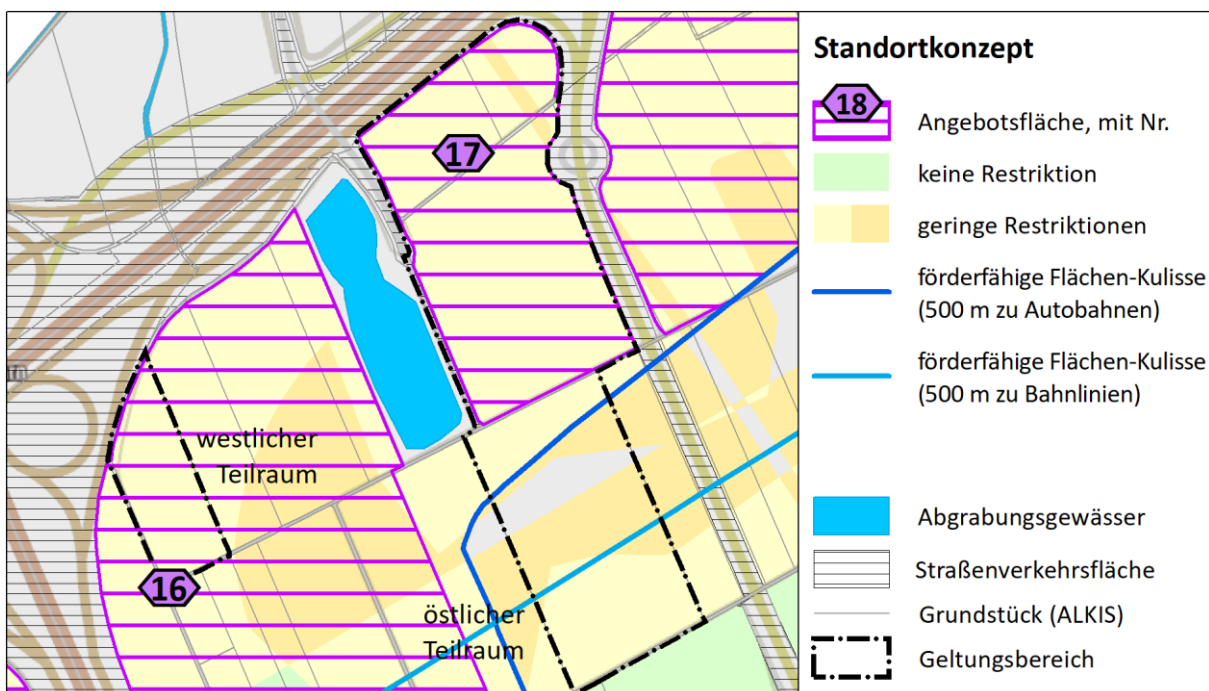 17
westlicher
Teilraum
16
östlicher
Teilraum
Standortkonzept
18
Angebotsfläche, mit Nr.
keine Restriktion
geringe Restriktionen
förderfähige Flächen-Kulisse
(500 m zu Autobahnen)
förderfähige Flächen-Kulisse
(500 m zu Bahnlinien)
Abgrabungsgewässer
Straßenverkehrsfläche
Grundstück (ALKIS)
Geltungsbereich